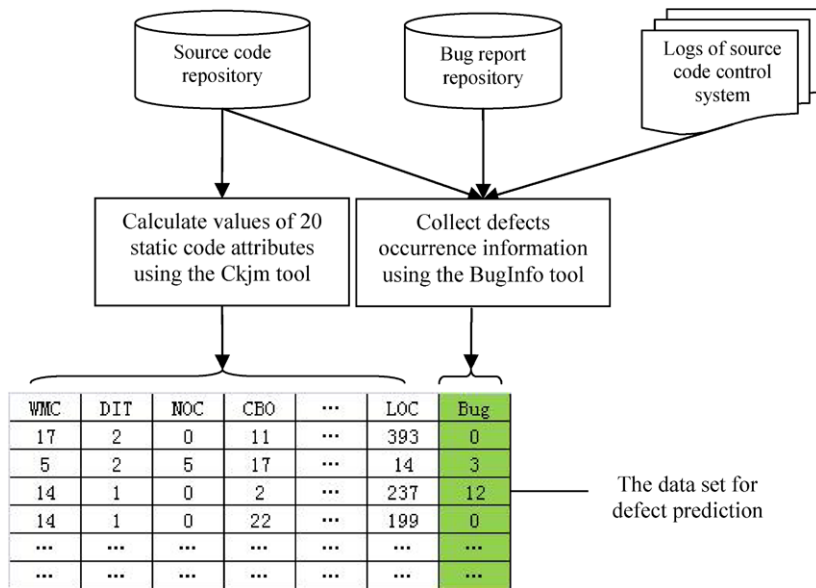 Source code
repository
Bug report
repository
Logs of source
code control
system
Calculate values of 20
static code attributes
using the Ckjm tool
Collect defects
occurrence information
using the BugInfo tool
WMC DIT NOC CBO ... LOC Bug
17 2 0 11 ... 393 0
5 2 5 17 ... 14 3
14 1 0 2 ... 237 12
14 1 0 22 ... 199 0
... ... ... ... ... ... ...
... ... ... ... ... ... ...
The data set for
defect prediction